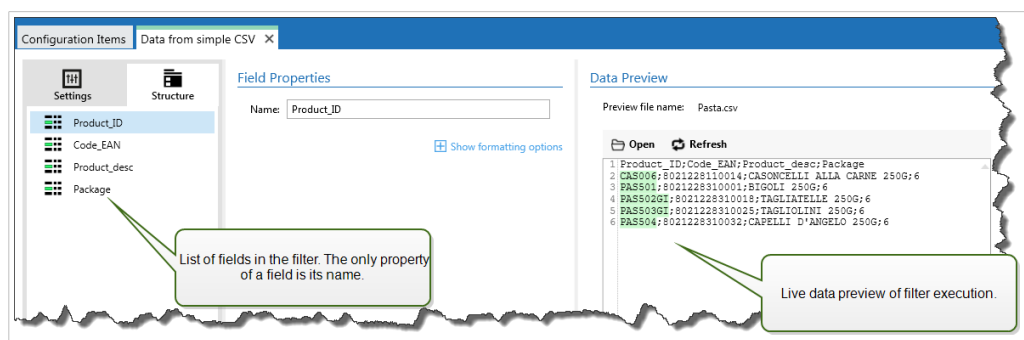 Configuration Items
Data from simple CSV
Settings
Structure
Product_ID
Code_EAN
Product_desc
Package
Field Properties
Name: Product_ID
Show formatting options
Data Preview
Preview file name: Pasta.csv
Open Refresh
1 Product_ID;Code_EAN;Product_desc;Package
2 CAS006;8021228110014;CASONCELLI ALLA CARNE 250G;6
3 PAS501;8021228310001;BIGOLI 250G;6
4 PAS502GI;8021228310018;TAGLIATELLE 250G;6
5 PAS503GI;8021228310025;TAGLIOLINI 250G;6
6 PAS504;8021228310032;CAPELLI D'ANGELO 250G;6
List of fields in the filter. The only property
of a field is its name.
Live data preview of filter execution.